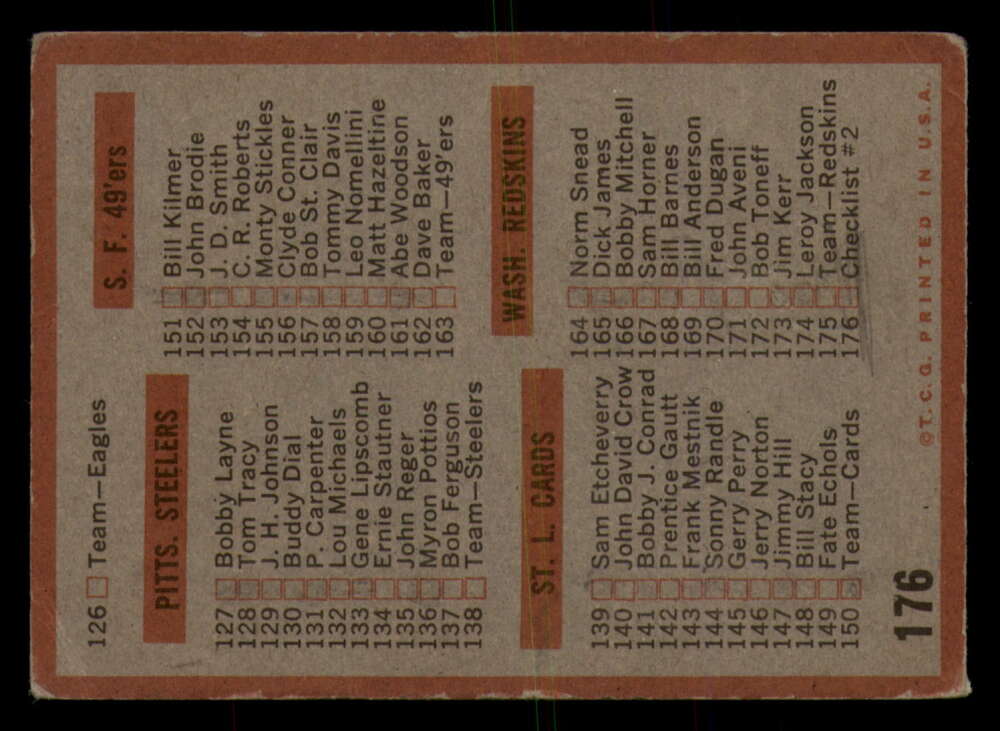 126 Team—Eagles
PITTS. STEELERS
127 Bobby Layne
128 Tom Tracy
129 J. H. Johnson
130 Buddy Dial
131 P. Carpenter
132 Lou Michaels
133 Gene Lipscomb
134 Ernie Stautner
135 John Reger
136 Myron Pottios
137 Bob Ferguson
138 Team—Steelers
ST. L. CARDS
139 Sam Etcheverry
140 John David Crow
141 Bobby J. Conrad
142 Prentice Gautt
143 Frank Mestnik
144 Sonny Randle
145 Gerry Perry
146 Jerry Norton
147 Jimmy Hill
148 Bill Stacy
149 Fate Echols
150 Team—Cards
176
S. F. 49'ers
151 Bill Kilmer
152 John Brodie
153 J. D. Smith
154 C. R. Roberts
155 Monty Stickles
156 Clyde Conner
157 Bob St. Clair
158 Tommy Davis
159 Leo Nomellini
160 Matt Hazeltine
161 Abe Woodson
162 Dave Baker
163 Team—49'ers
WASH. REDSKINS
164 Norm Snead
165 Dick James
166 Bobby Mitchell
167 Sam Horner
168 Bill Barnes
169 Bill Anderson
170 Fred Dugan
171 John Aveni
172 Bob Toneff
173 Jim Kerr
174 Leroy Jackson
175 Team—Redskins
176 Checklist #2
©T. C. G. PRINTED IN U. S. A.